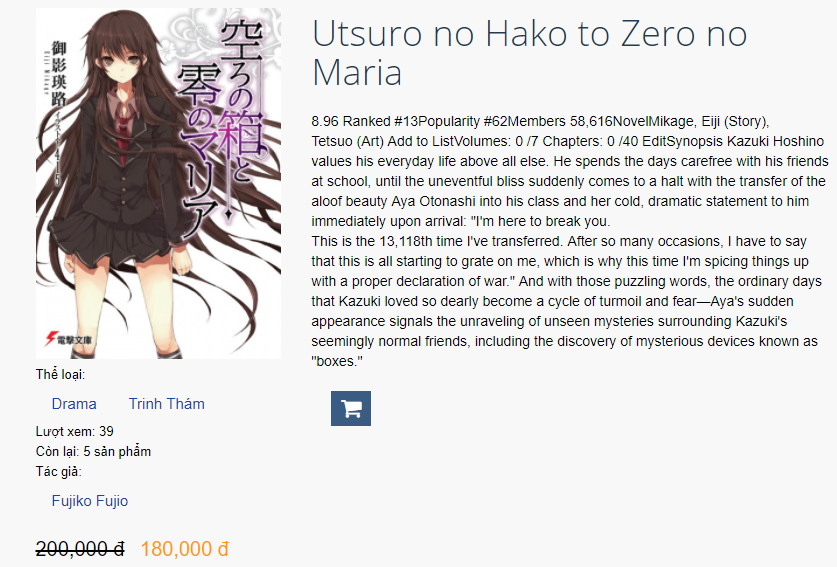 Utsuro no Hako to Zero no
Maria
空ろの箱と
零のマリア
御影瑛路
電撃文庫
8.96 Ranked #13Popularity #62Members 58,616NovelMikage, Eiji (Story),
Tetsuo (Art) Add to ListVolumes: 0 /7 Chapters: 0 /40 EditSynopsis Kazuki Hoshino
values his everyday life above all else. He spends the days carefree with his friends
at school, until the uneventful bliss suddenly comes to a halt with the transfer of the
aloof beauty Aya Otonashi into his class and her cold, dramatic statement to him
immediately upon arrival: "I'm here to break you.
This is the 13,118th time I've transferred. After so many occasions, I have to say
that this is all starting to grate on me, which is why this time I'm spicing things up
with a proper declaration of war." And with those puzzling words, the ordinary days
that Kazuki loved so dearly become a cycle of turmoil and fear—Aya's sudden
appearance signals the unraveling of unseen mysteries surrounding Kazuki's
seemingly normal friends, including the discovery of mysterious devices known as
"boxes."
Thể loại:
Drama Trinh Thám
Lượt xem: 39
Còn lại: 5 sản phẩm
Tác giả:
Fujiko Fujio
200,000 đ 180,000 đ